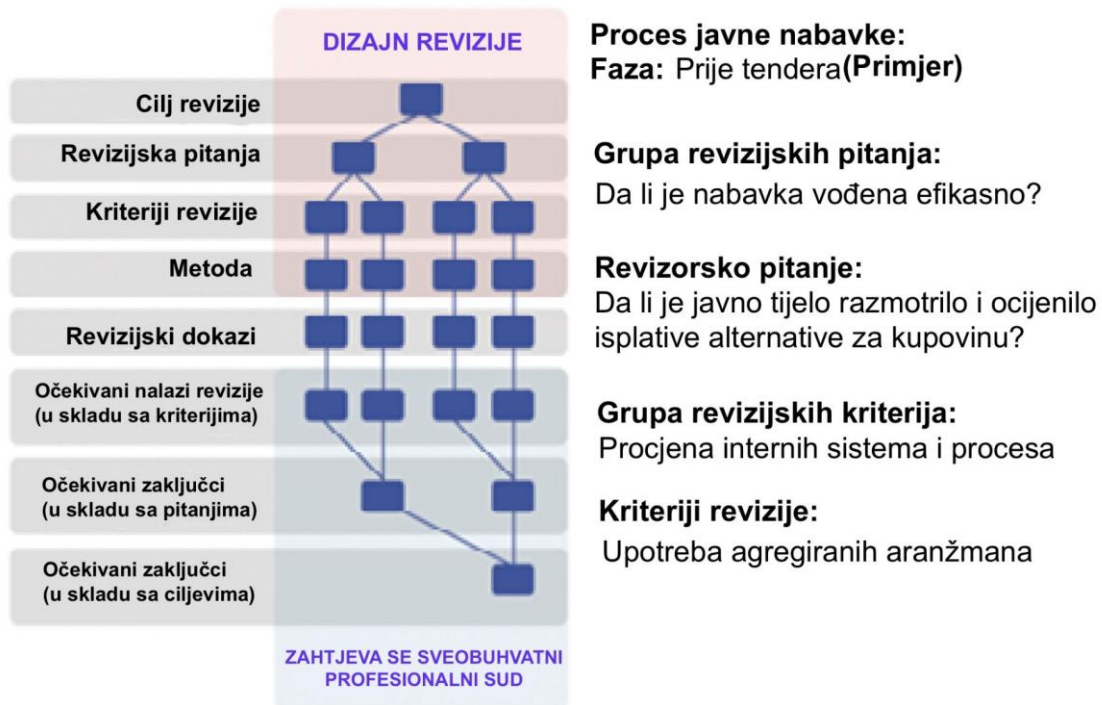 DIZAJN REVIZIJE
Cilj revizije
Revizijska pitanja
Kriteriji revizije
Metoda
Revizijski dokazi
Očekivani nalazi revizije
(u skladu sa kriterijima)
Očekivani zaključci
(u skladu sa pitanjima)
Očekivani zaključci
(u skladu sa ciljevima)
ZAHTJEVA SE SVEOBUHVATNI
PROFESIONALNI SUD
Proces javne nabavke:
Faza: Prije tendera(Primjer)
Grupa revizijskih pitanja:
Da li je nabavka vođena efikasno?
Revizorsko pitanje:
Da li je javno tijelo razmotrilo i ocijenilo
isplative alternative za kupovinu?
Grupa revizijskih kriterija:
Procjena internih sistema i procesa
Kriteriji revizije:
Upotreba agregiranih aranžmana